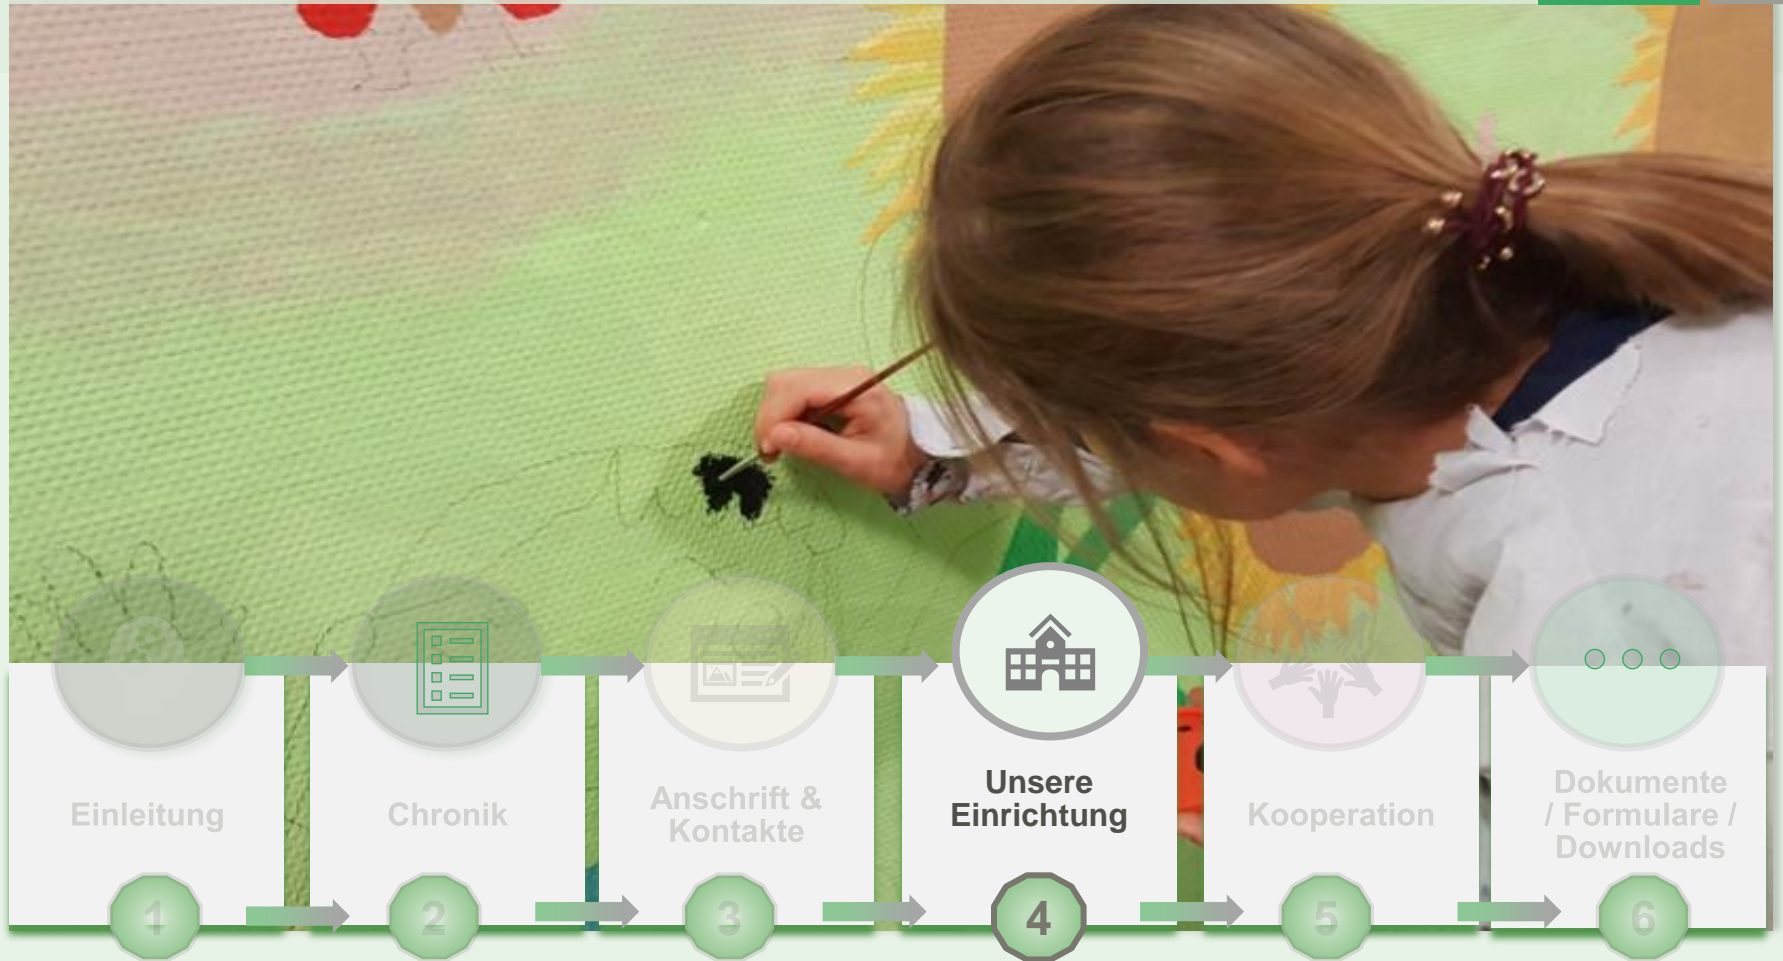 Einleitung
Chronik
Anschrift &
Kontakte
Unsere
Einrichtung
Kooperation
Dokumente
/ Formulare /
Downloads
1
2
3
4
5
6